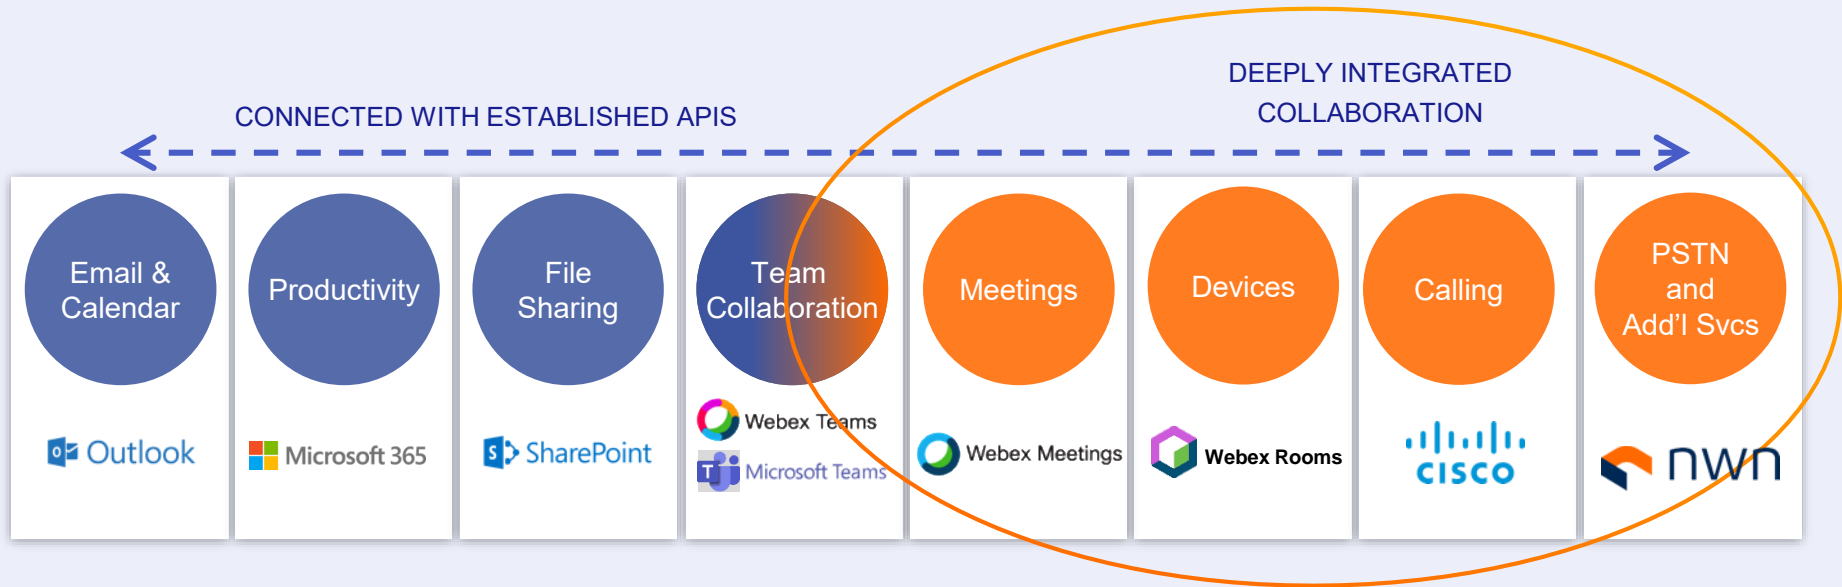 DEEPLY INTEGRATED
COLLABORATION
CONNECTED WITH ESTABLISHED APIS
Email &
Calendar
Productivity
File
Sharing
Team
Collaboration
Meetings
Devices
Calling
PSTN
and
Add'l Svcs
Outlook
Microsoft 365
SharePoint
Webex Teams
Microsoft Teams
Webex Meetings
Webex Rooms
CISCO
nwn